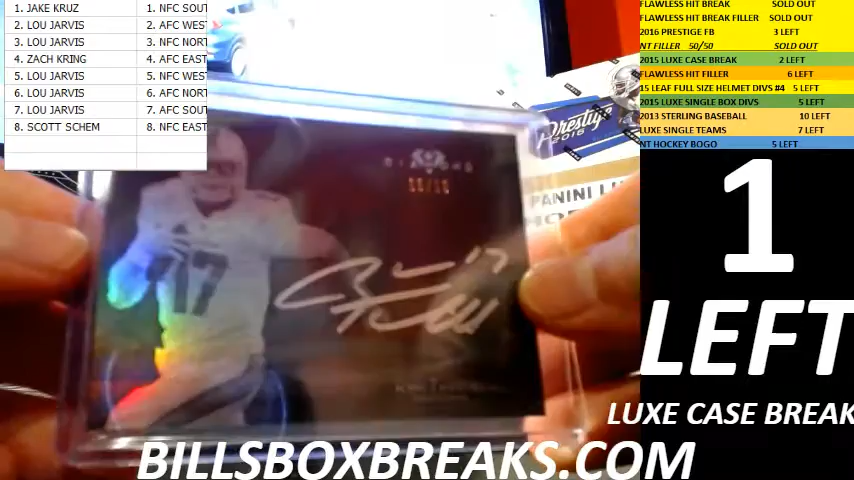 1. JAKE KRUZ 1. NFC SOUT
2. LOU JARVIS 2. AFC WEST
3. LOU JARVIS 3. NFC NORT
4. ZACH KRING 4. AFC EAST
5. LOU JARVIS 5. NFC WES
6. LOU JARVIS 6. AFC NOR
7. LOU JARVIS 7. AFC SOU
8. SCOTT SCHEM 8. NFC EAST
FLAWLESS HIT BREAK SOLD OUT
FLAWLESS HIT BREAK FILLER SOLD OUT
2016 PRESTIGE FB 3 LEFT
NT FILLER 50/50 SOLD OUT
2015 LUXE CASE BREAK 2 LEFT
FLAWLESS HIT FILLER 6 LEFT
15 LEAF FULL SIZE HELMET DIVS #4 5 LEFT
2015 LUXE SINGLE BOX DIVS 5 LEFT
2013 STERLING BASEBALL 10 LEFT
LUXE SINGLE TEAMS 7 LEFT
NT HOCKEY BOGO 5 LEFT
Prestige
2016
PANINI
17
17
1
LEFT
LUXE CASE BREAK
BILLSBOXBREAKS.COM